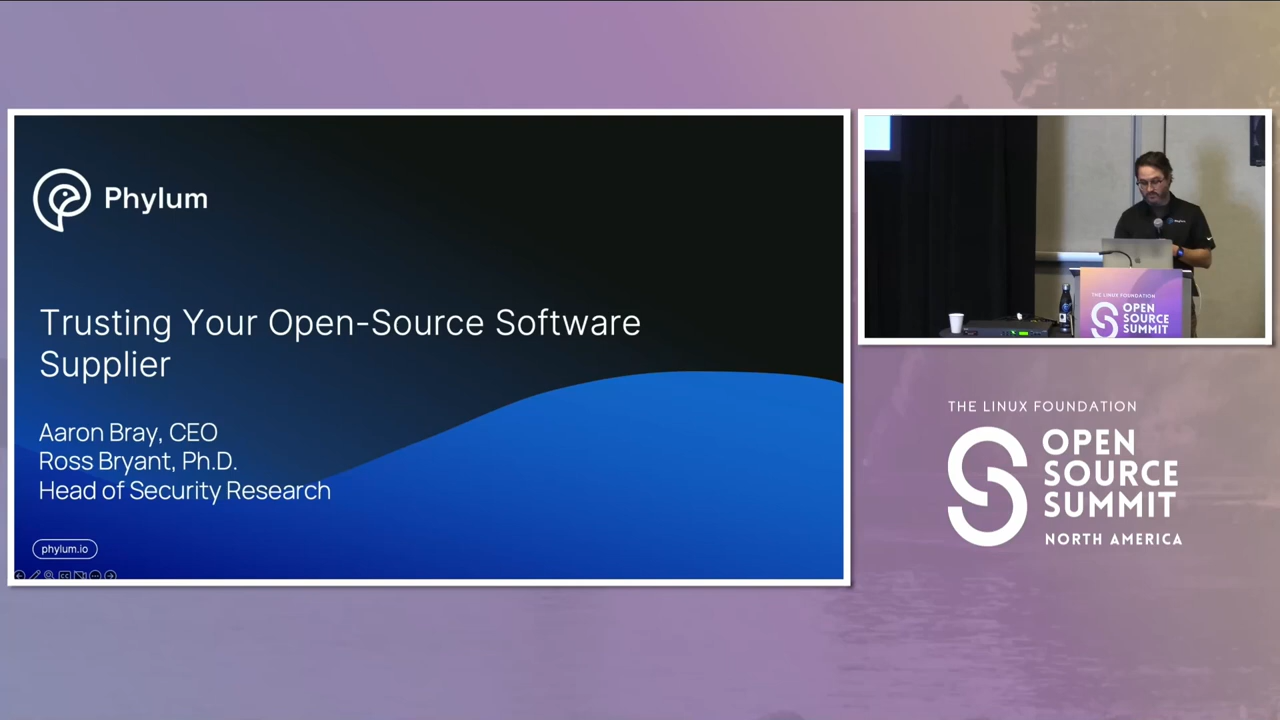 Phylum
Trusting Your Open-Source Software
Supplier
Aaron Bray, CEO
Ross Bryant, Ph.D.
Head of Security Research
phylum.io
THE LINUX FOUNDATION
OPEN
SOURCE
SUMMIT
THE LINUX FOUNDATION
OPEN
SOURCE
SUMMIT
NORTH AMERICA